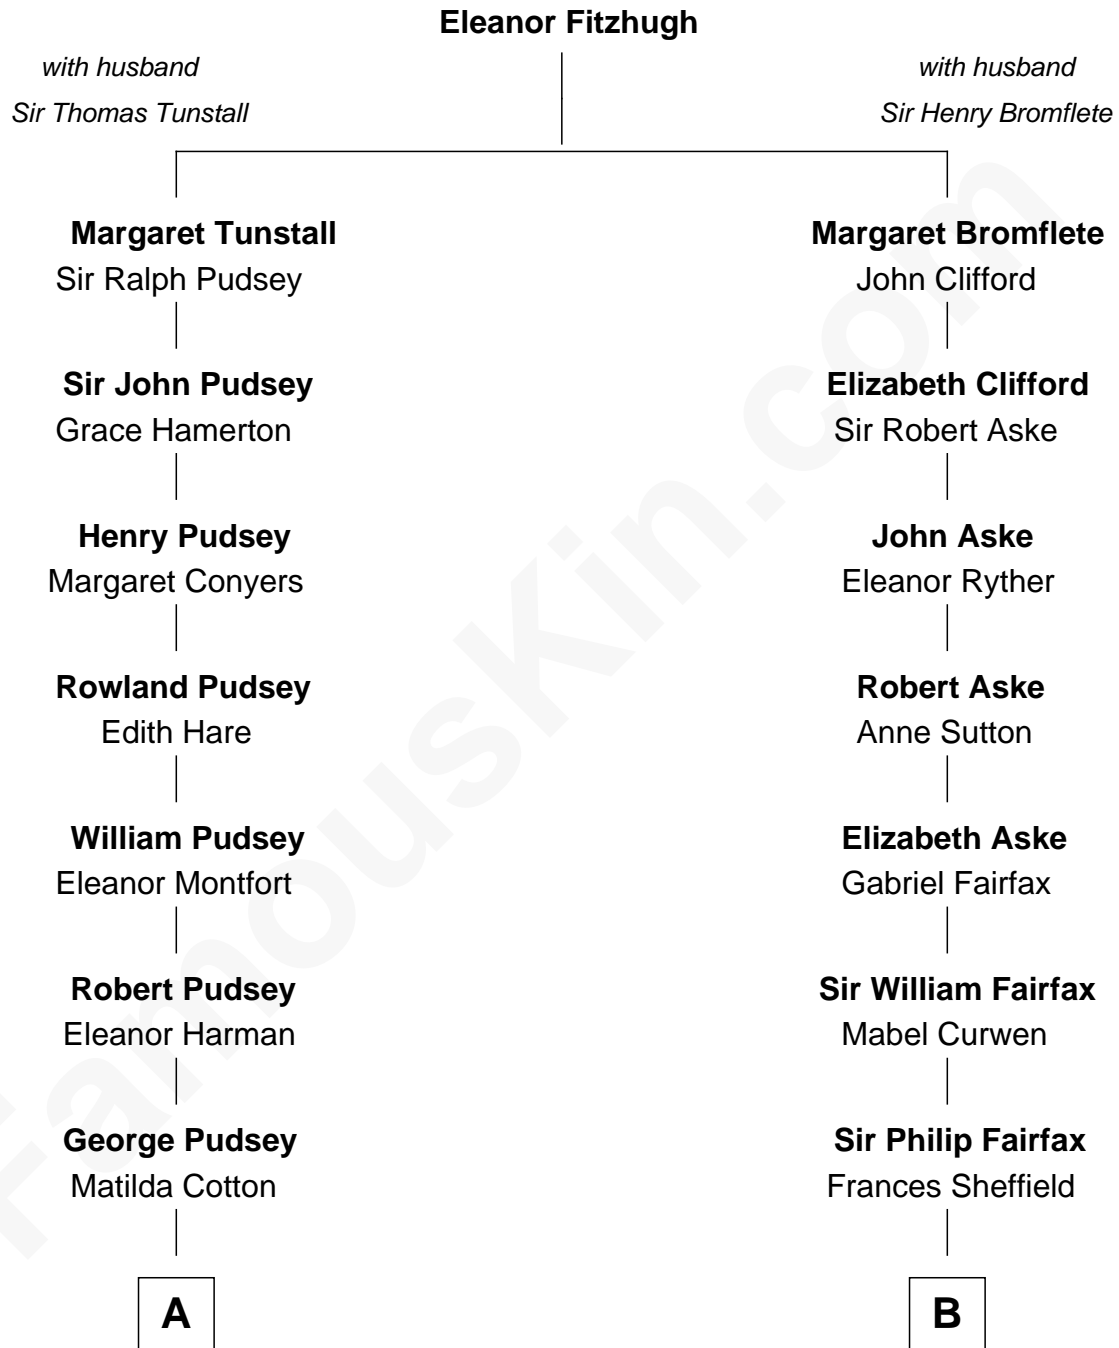 Eleanor Fitzhugh
with husband
Sir Thomas Tunstall
with husband
Sir Henry Bromflete
Margaret Tunstall
Sir Ralph Pudsey
Margaret Bromflete
John Clifford
Sir John Pudsey
Grace Hamerton
Elizabeth Clifford
Sir Robert Aske
Henry Pudsey
Margaret Conyers
John Aske
Eleanor Ryther
Rowland Pudsey
Edith Hare
Robert Aske
Anne Sutton
William Pudsey
Eleanor Montfort
Elizabeth Aske
Gabriel Fairfax
Robert Pudsey
Eleanor Harman
Sir William Fairfax
Mabel Curwen
George Pudsey
Matilda Cotton
Sir Philip Fairfax
Frances Sheffield
A
B
FamousKin.com